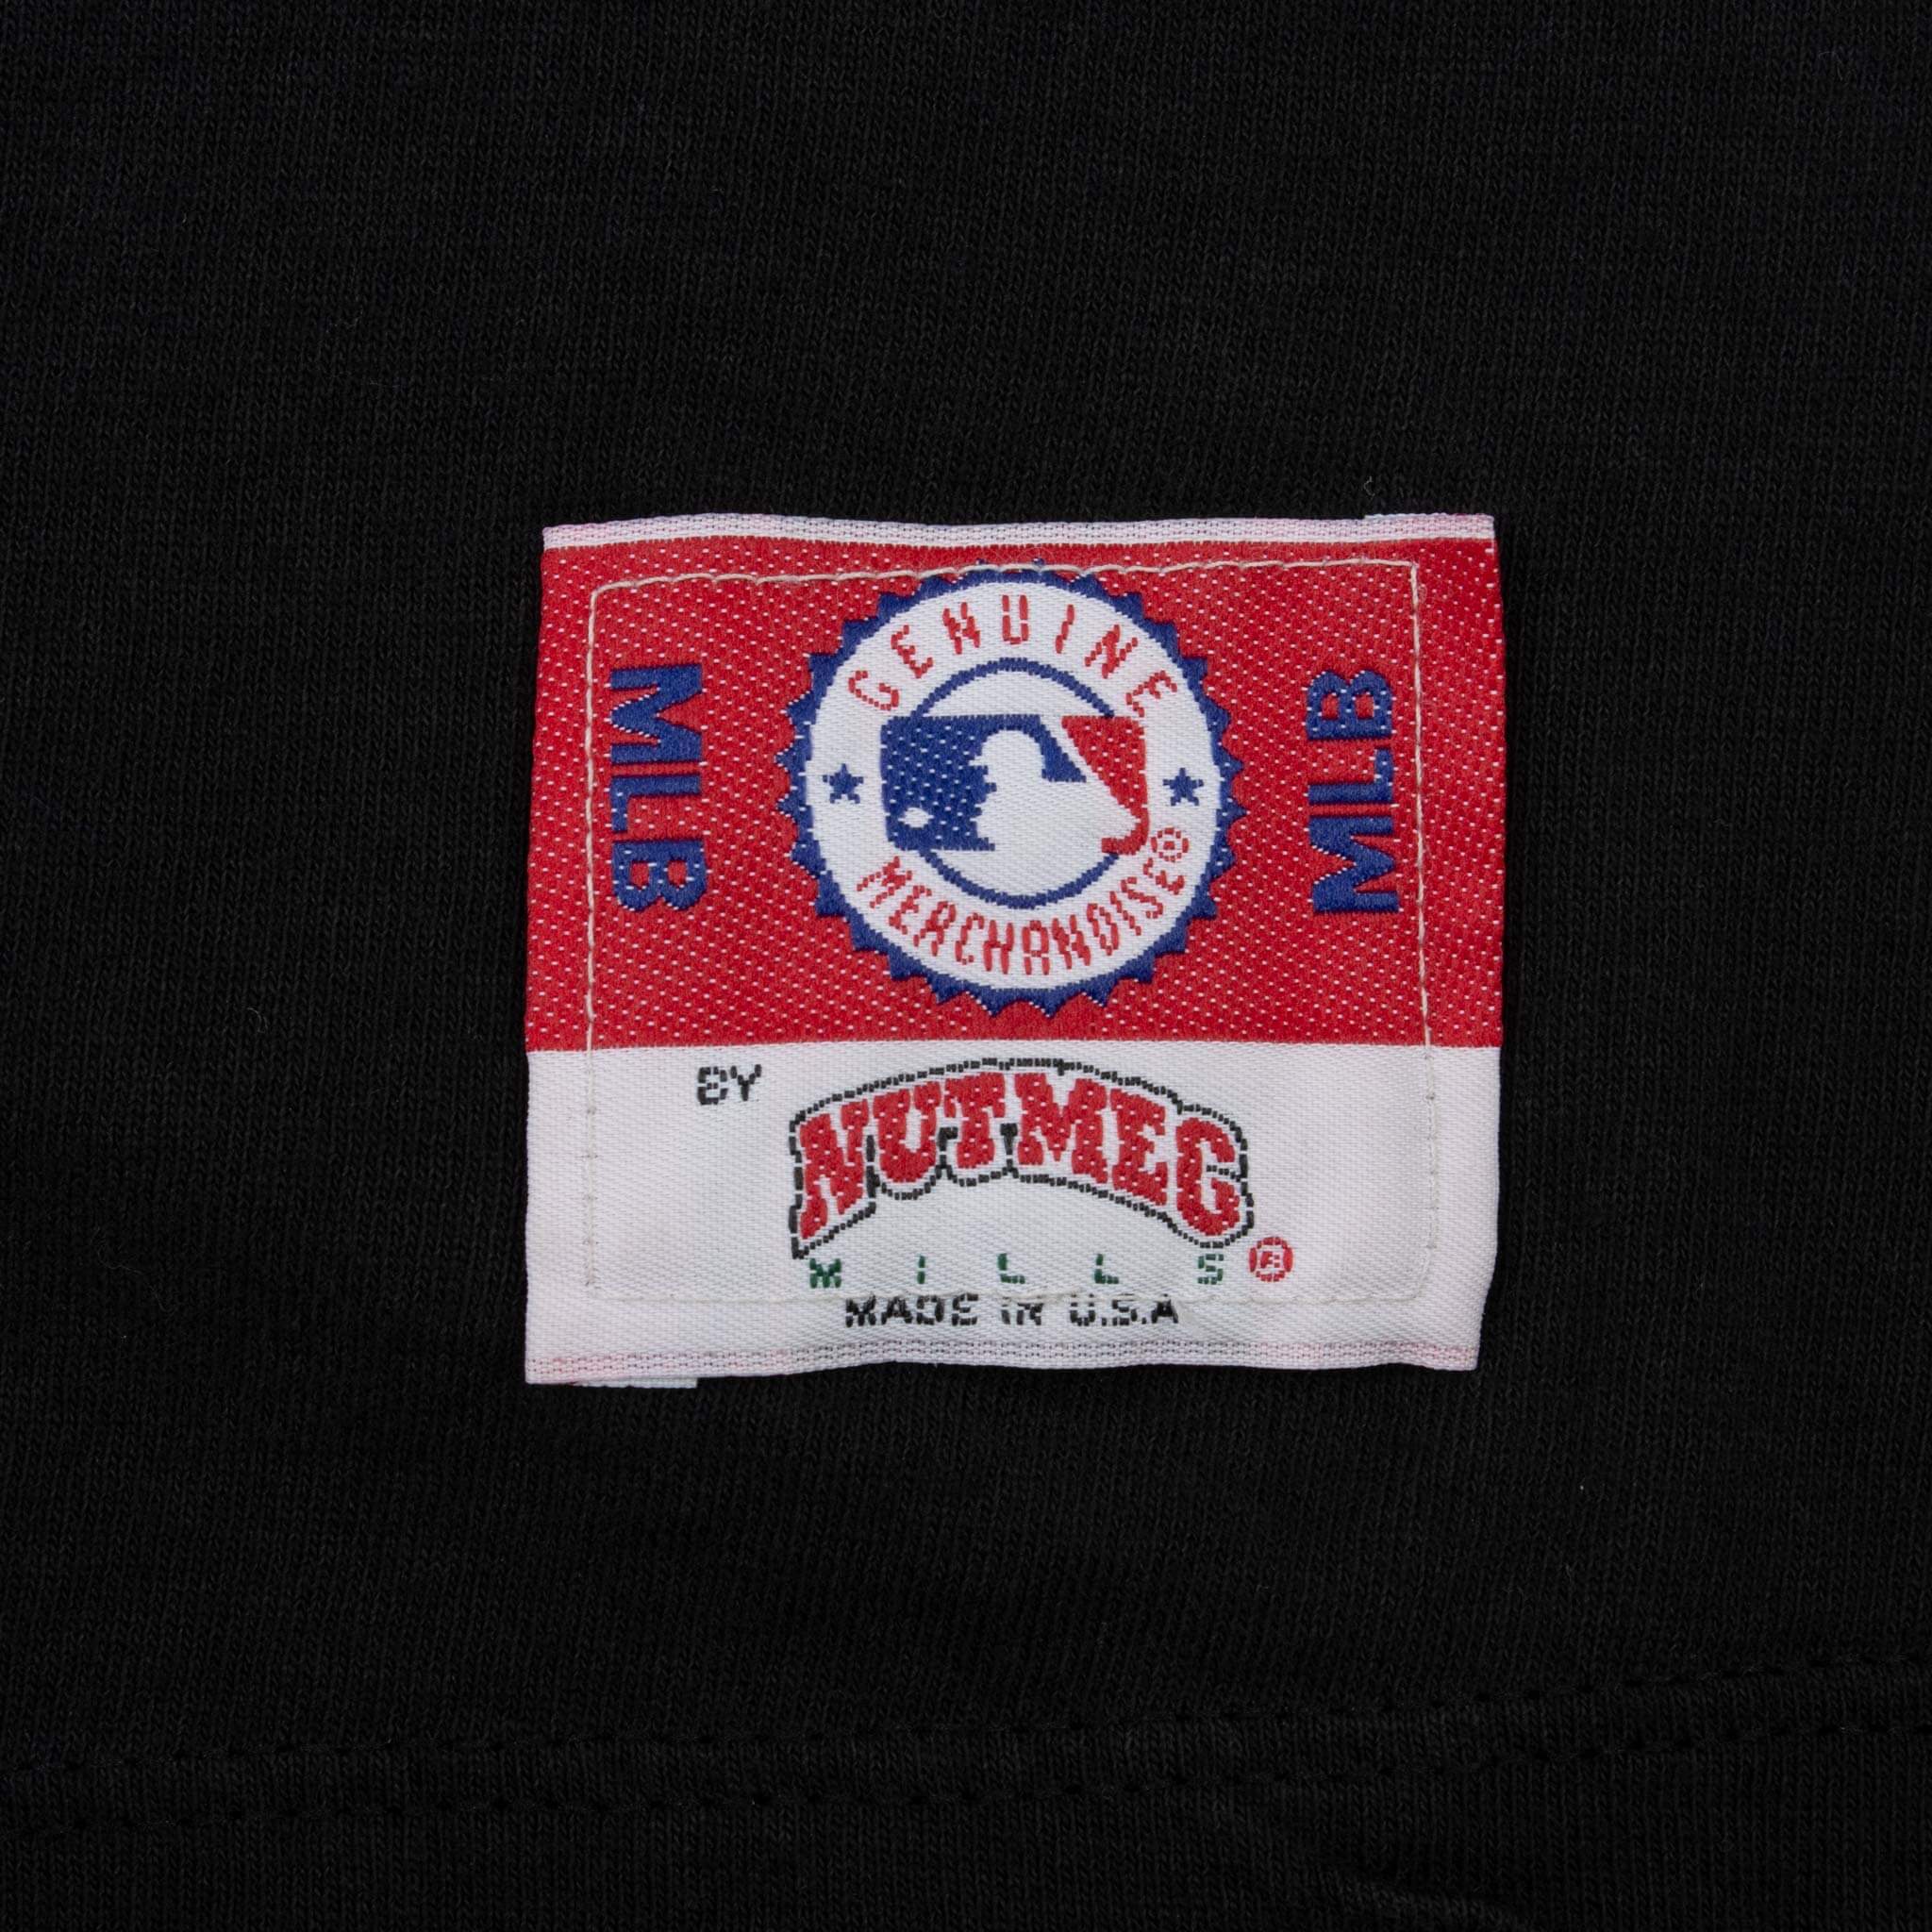 GENUINE
MLB
MLB
MERCHANDISE®
BY
NUTMEG
MILLS®
MADE IN U.S.A